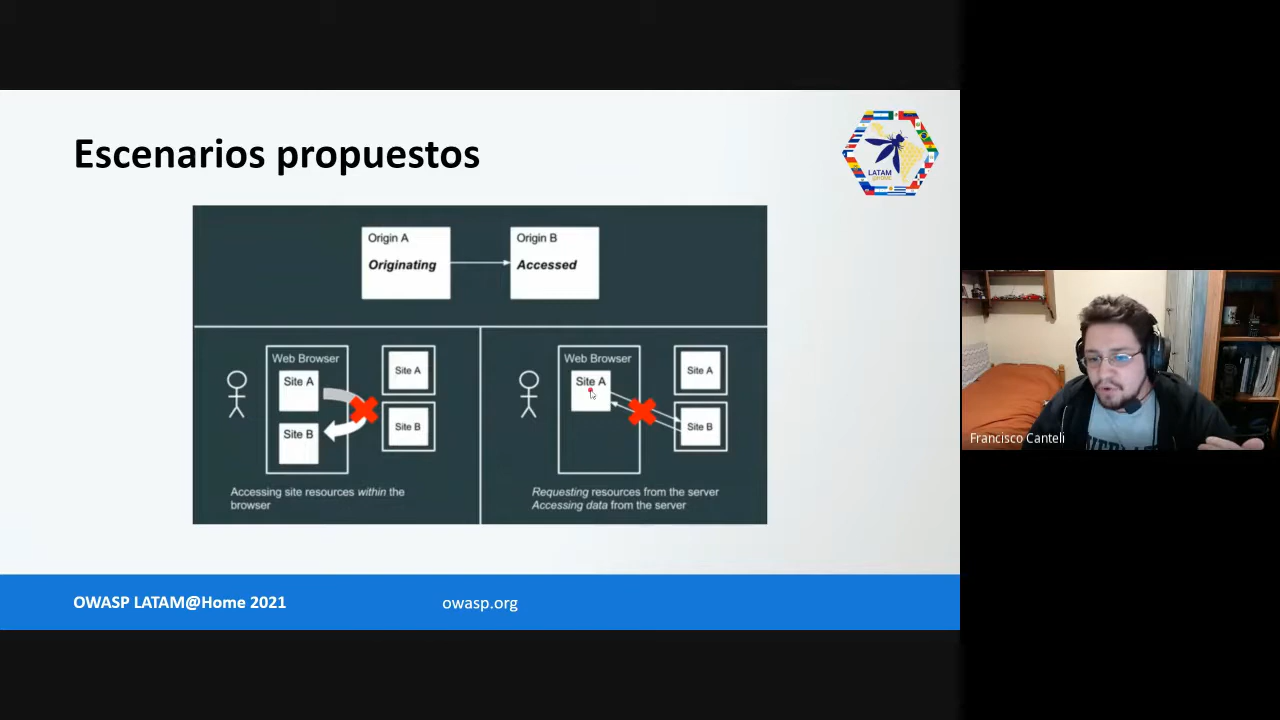 Escenarios propuestos
LATAM
@HOME
Origin A
Originating
Origin B
Accessed
Web Browser
Site A
Site B
Site A
Site B
Accessing site resources within the
browser
Web Browser
Site A
Site A
Site B
Requesting resources from the server
Accessing data from the server
OWASP LATAM@Home 2021
owasp.org
Francisco Canteli